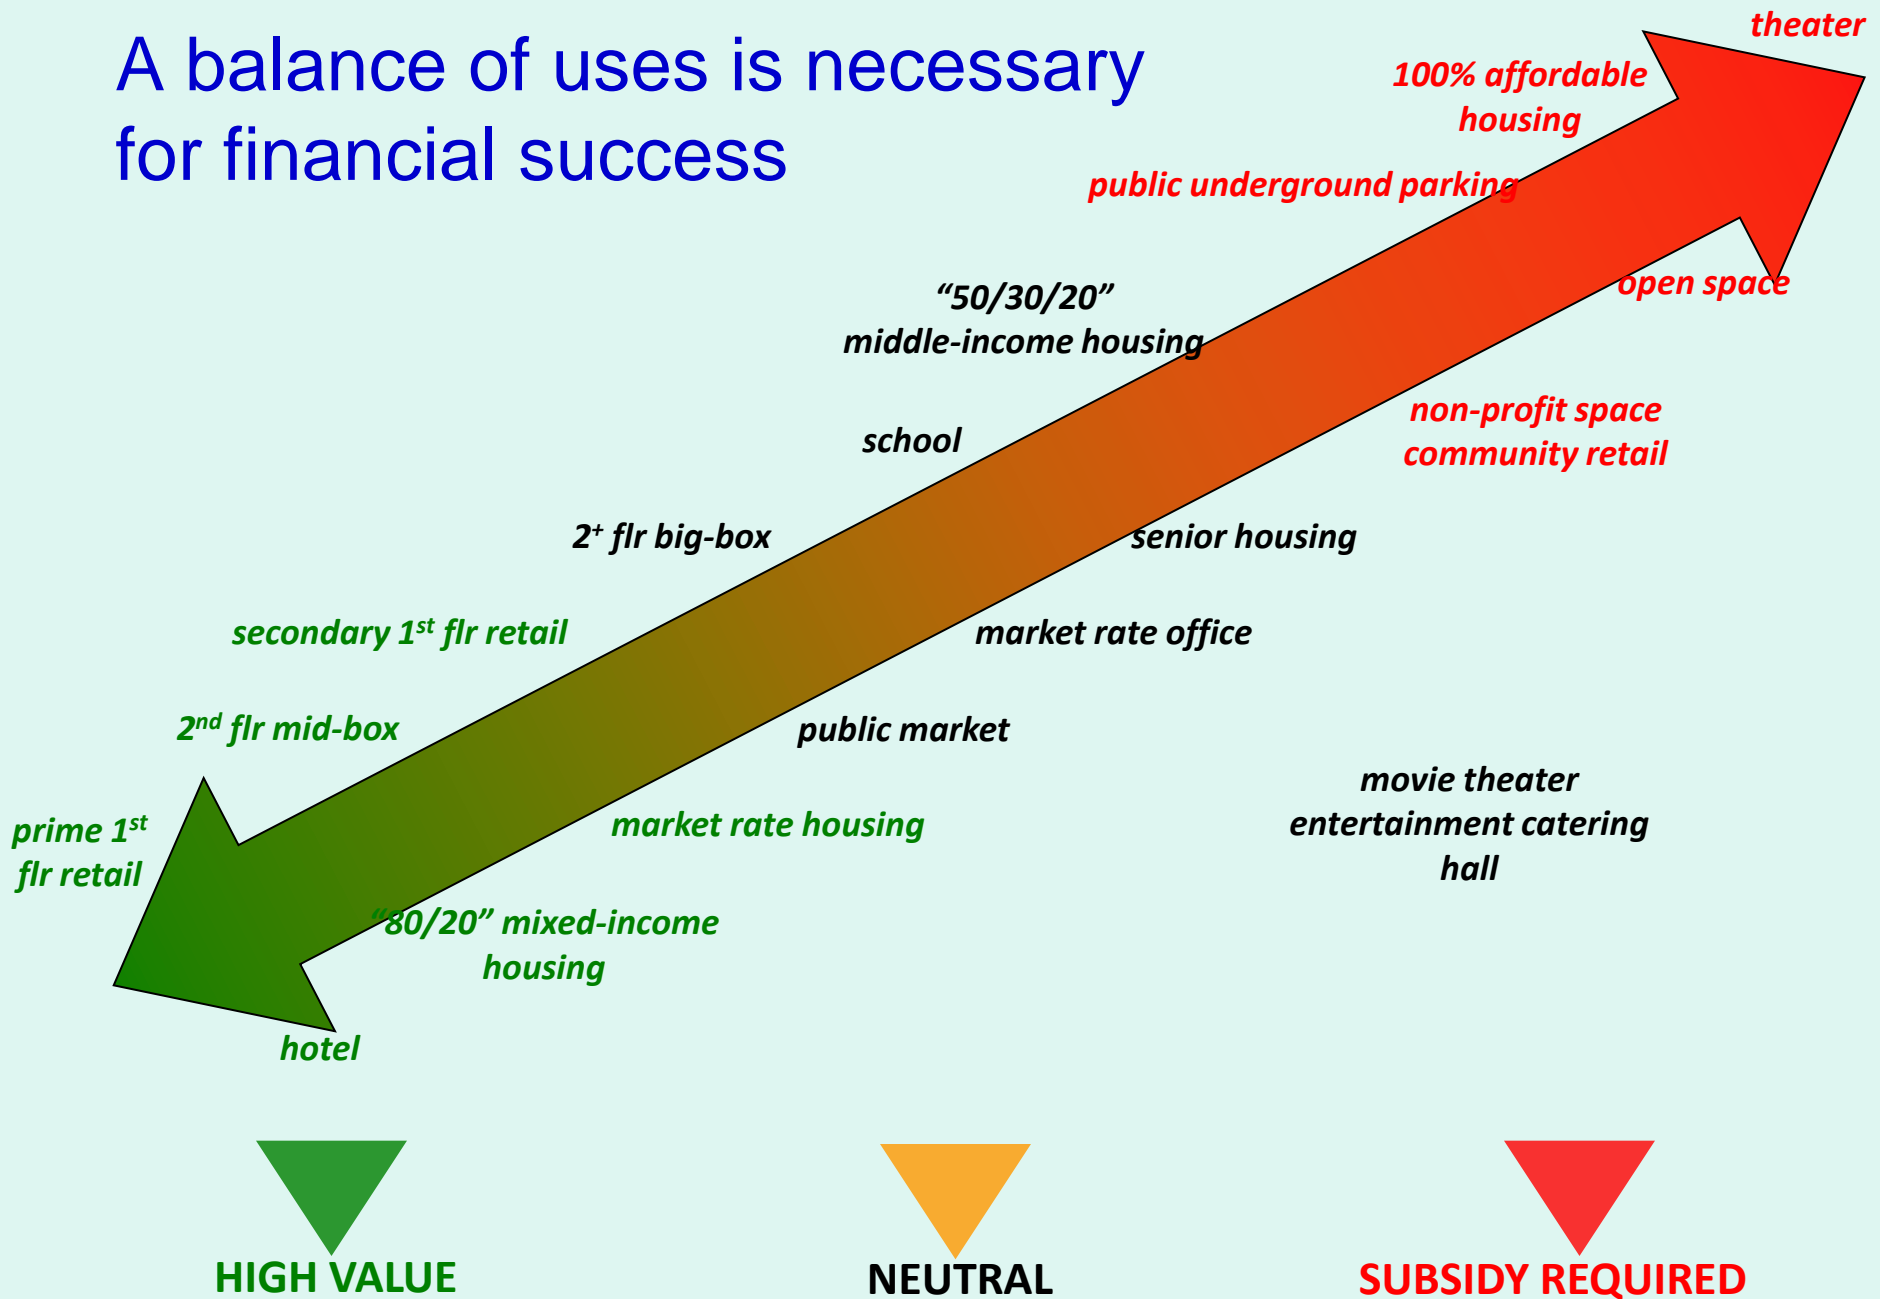 A balance of uses is necessary
for financial success
theater
100% affordable
housing
public underground parking
open space
“50/30/20”
middle-income housing
non-profit space
community retail
school
2⁺ flr big-box
senior housing
secondary 1ˢᵗ flr retail
market rate office
2ⁿᵈ flr mid-box
public market
movie theater
entertainment catering
hall
prime 1ˢᵗ
flr retail
market rate housing
“80/20” mixed-income
housing
hotel
HIGH VALUE
NEUTRAL
SUBSIDY REQUIRED